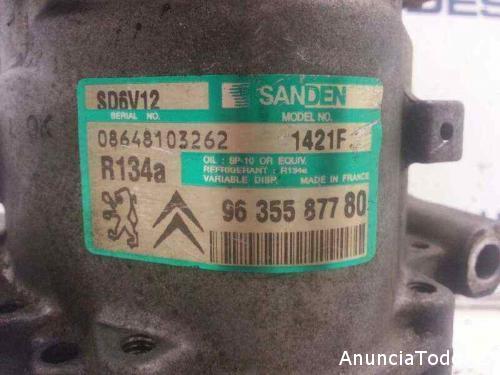 SD6V12
SANDEN
SERIAL NO.
MODEL NO.
08648103262
1421F
R134a
OIL : SP-10 OR EQUIV.
REFRIGERANT : R134a
VARIABLE DISP.
MADE IN FRANCE
96 355 877 80
AnunciaTodo